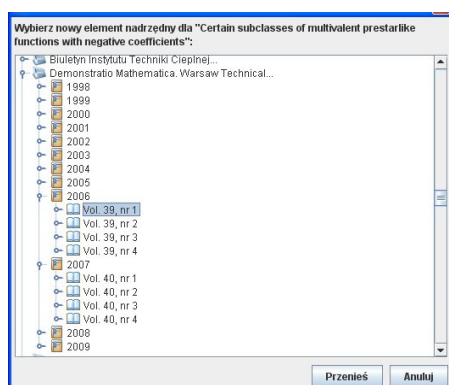 Wybierz nowy element nadrzędny dla "Certain subclasses of multivalent prestarlike
functions with negative coefficients":
Biuletyn Instytutu Techniki Cieplnej...
Demonstratio Mathematica. Warsaw Technical...
1998
1999
2000
2001
2002
2003
2004
2005
2006
Vol. 39, nr 1
Vol. 39, nr 2
Vol. 39, nr 3
Vol. 39, nr 4
2007
Vol. 40, nr 1
Vol. 40, nr 2
Vol. 40, nr 3
Vol. 40, nr 4
2008
2009
Przenieś Anuluj